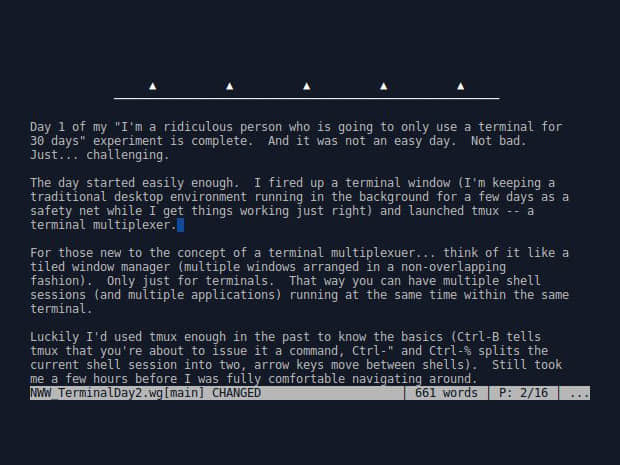 Day 1 of my "I'm a ridiculous person who is going to only use a terminal for
30 days" experiment is complete.  And it was not an easy day.  Not bad.
Just... challenging.
The day started easily enough.  I fired up a terminal window (I'm keeping a
traditional desktop environment running in the background for a few days as a
safety net while I get things working just right) and launched tmux -- a
terminal multiplexer.
For those new to the concept of a terminal multiplexuer... think of it like a
tiled window manager (multiple windows arranged in a non-overlapping
fashion).  Only just for terminals.  That way you can have multiple shell
sessions (and multiple applications) running at the same time within the same
terminal.
Luckily I'd used tmux enough in the past to know the basics (Ctrl-B tells
tmux that you're about to issue it a command, Ctrl-" and Ctrl-% splits the
current shell session into two, arrow keys move between shells).  Still took
me a few hours before I was fully comfortable navigating around.
NWW_TerminalDay2.wg[main] CHANGED | 661 words | P: 2/16 | ...